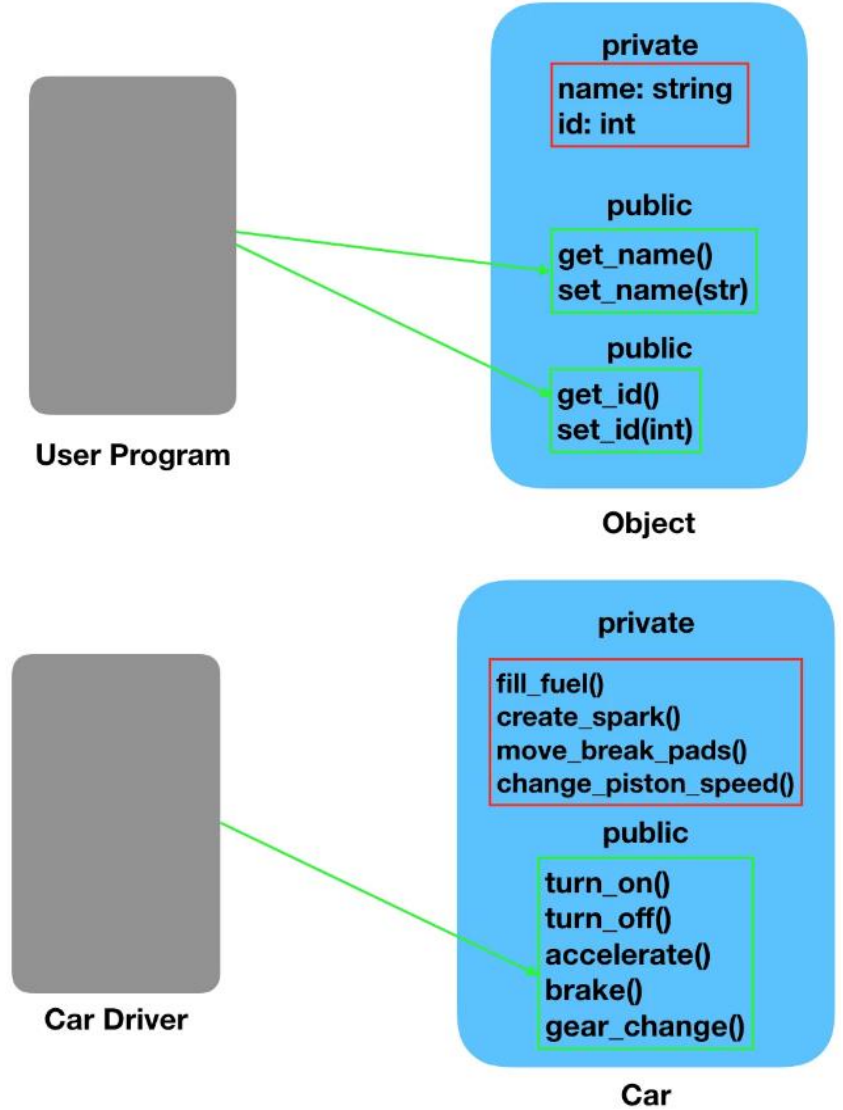 private
name: string
id: int
public
get_name()
set_name(str)
public
get_id()
set_id(int)
User Program
Object
private
fill_fuel()
create_spark()
move_break_pads()
change_piston_speed()
public
turn_on()
turn_off()
accelerate()
brake()
gear_change()
Car Driver
Car